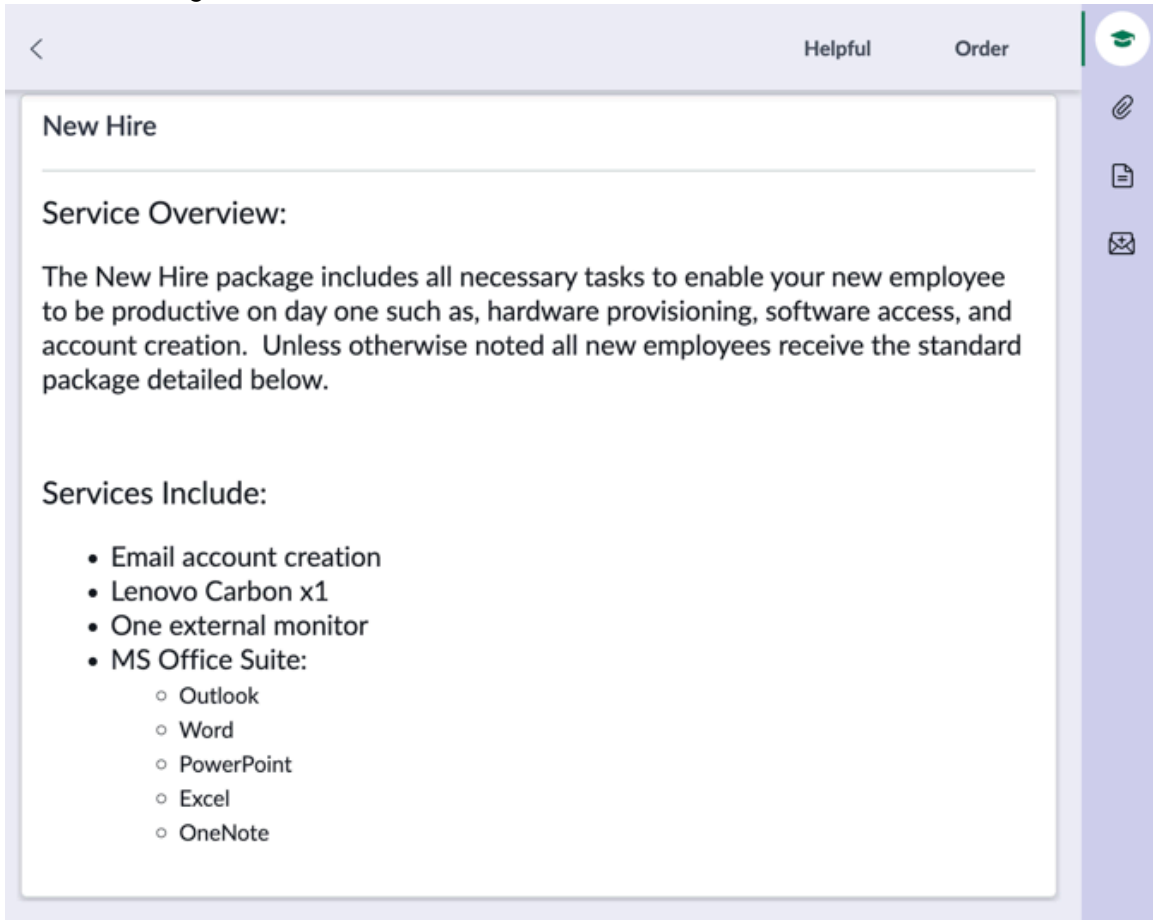 Helpful Order
New Hire
Service Overview:
The New Hire package includes all necessary tasks to enable your new employee
to be productive on day one such as, hardware provisioning, software access, and
account creation.  Unless otherwise noted all new employees receive the standard
package detailed below.
Services Include:
• Email account creation
• Lenovo Carbon x1
• One external monitor
• MS Office Suite:
◦ Outlook
◦ Word
◦ PowerPoint
◦ Excel
◦ OneNote